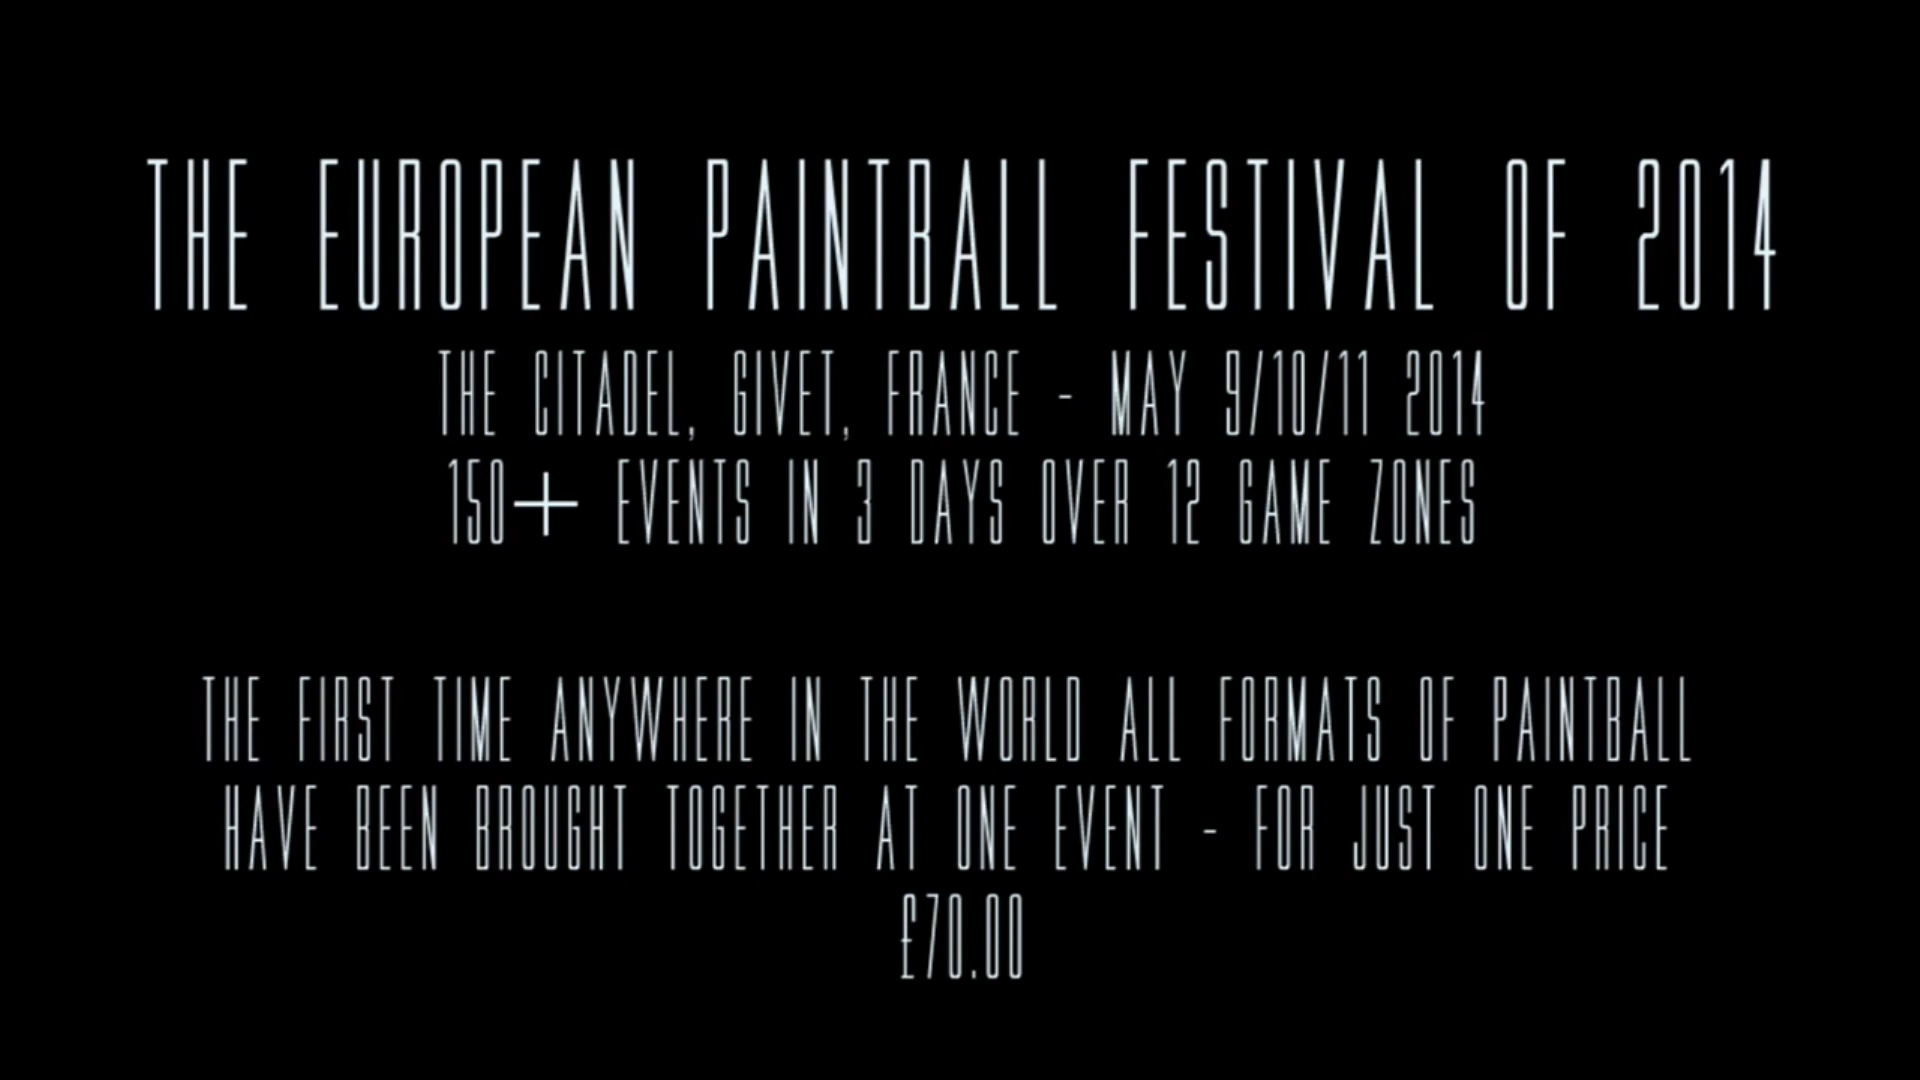 THE EUROPEAN PAINTBALL FESTIVAL OF 2014
THE CITADEL, GIVET, FRANCE - MAY 9/10/11 2014
150+ EVENTS IN 3 DAYS OVER 12 GAME ZONES
THE FIRST TIME ANYWHERE IN THE WORLD ALL FORMATS OF PAINTBALL
HAVE BEEN BROUGHT TOGETHER AT ONE EVENT - FOR JUST ONE PRICE
£70.00